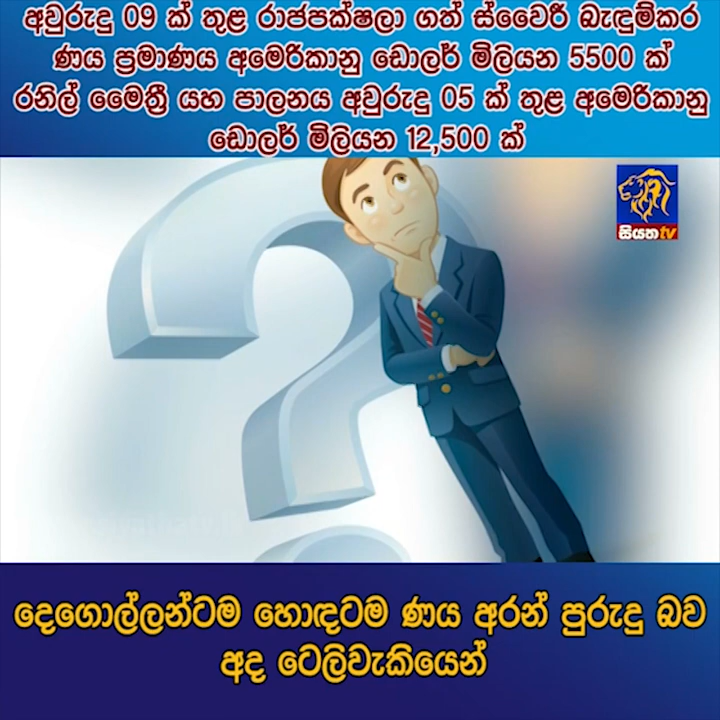 අවුරුදු 09 ක් තුළ රාජපක්ෂලා ගත් ස්වෛරී බැඳුම්කර
ණය ප්‍රමාණය අමෙරිකානු ඩොලර් මිලියන 5500 ක්
රනිල් මෛත්‍රී යහ පාලනය අවුරුදු 05 ක් තුළ අමෙරිකානු
ඩොලර් මිලියන 12,500 ක්
සියත tv
දෙගොල්ලන්ටම හොඳටම ණය අරන් පුරුදු බව
අද ටෙලිවැකියෙන්